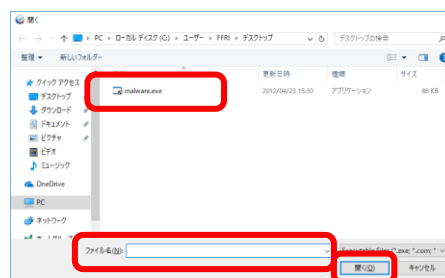 開く
PC › ローカル ディスク (C:) › ユーザー › FFRI › デスクトップ
デスクトップの検索
整理 ▼ 新しいフォルダー
更新日時 種類 サイズ
クイック アクセス
malware.exe 2012/04/23 15:30 アプリケーション 88 KB
デスクトップ
ダウンロード
ドキュメント
ピクチャ
ビデオ
ミュージック
OneDrive
PC
ネットワーク
ファイル名(N):
Executable Files (*.exe; *.com; *
開く(O) キャンセル